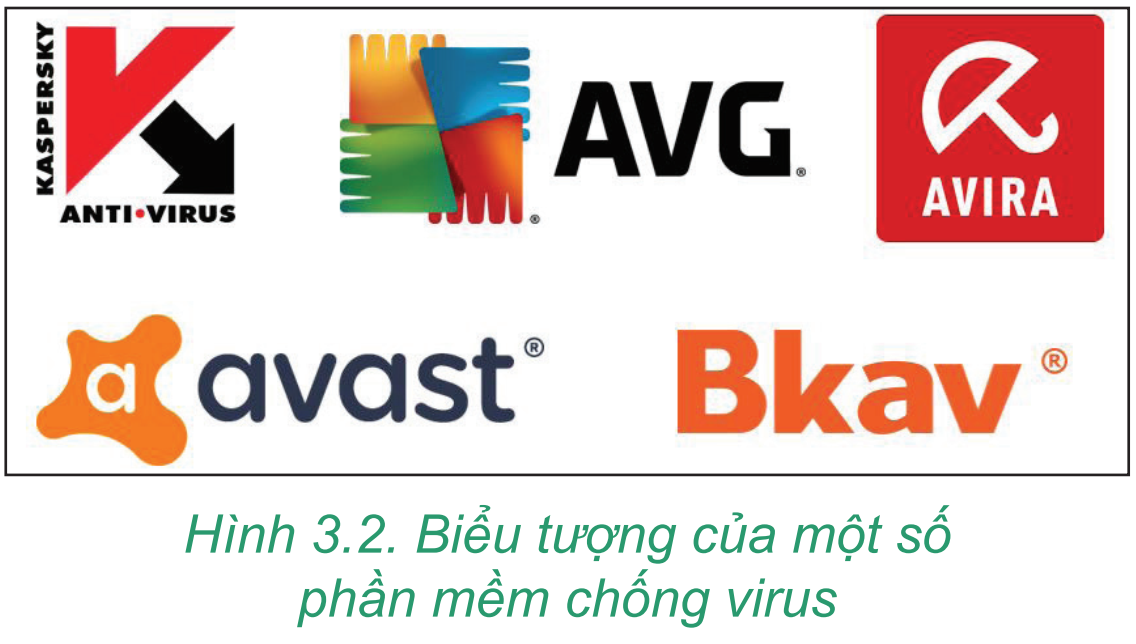 KASPERSKY
ANTI•VIRUS
AVG®
®
AVIRA
a avast®
Bkav®
Hình 3.2. Biểu tượng của một số
phần mềm chống virus